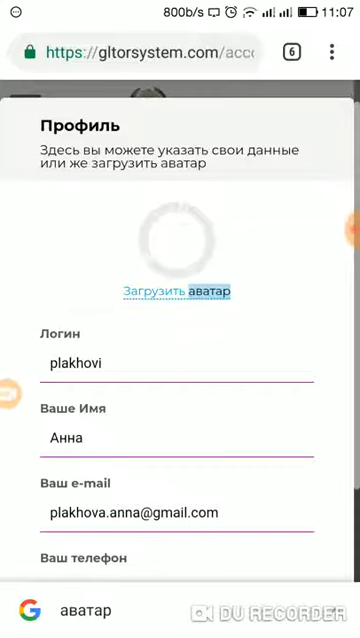 800b/s 11:07
https://gltorsystem.com/acco
6
Профиль
Здесь вы можете указать свои данные
или же загрузить аватар
Загрузить аватар
Логин
plakhovi
Ваше Имя
Анна
Ваш e-mail
plakhova.anna@gmail.com
Ваш телефон
аватар
DU RECORDER